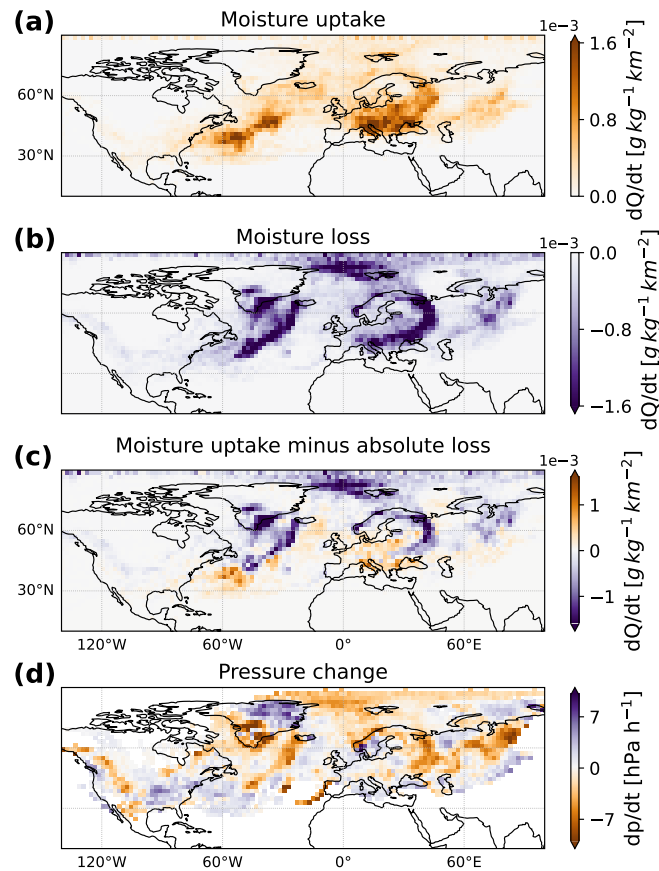 (a)
Moisture uptake
1e−3
1.6
0.8
0.0
dQ/dt [g kg⁻¹ km⁻²]
60°N
30°N
(b)
Moisture loss
1e−3
0.0
−0.8
−1.6
dQ/dt [g kg⁻¹ km⁻²]
(c)
Moisture uptake minus absolute loss
1e−3
1
0
−1
dQ/dt [g kg⁻¹ km⁻²]
60°N
30°N
120°W 60°W 0° 60°E
(d)
Pressure change
7
0
−7
dp/dt [hPa h⁻¹]
120°W 60°W 0° 60°E